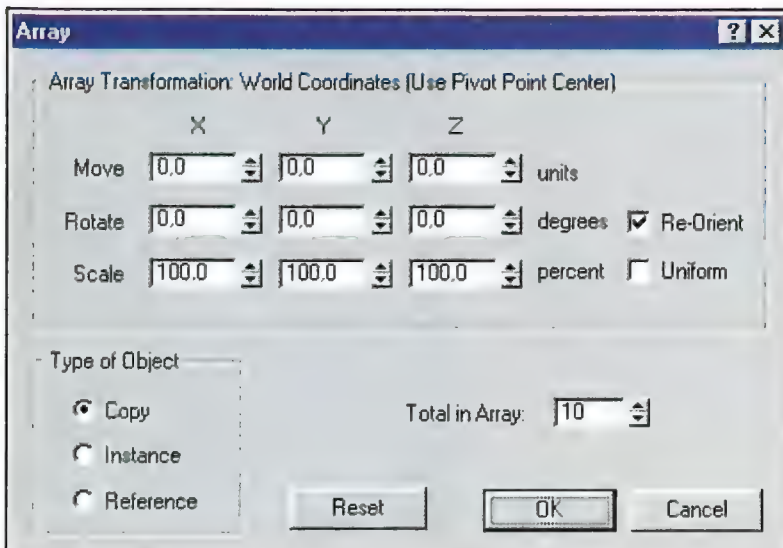 Array
Array Transformation: World Coordinates (Use Pivot Point Center)
X Y Z
Move 0,0 0,0 0,0 units
Rotate 0,0 0,0 0,0 degrees Re-Orient
Scale 100,0 100,0 100,0 percent Uniform
Type of Object
Copy
Total in Array: 10
Instance
Reference
Reset OK Cancel